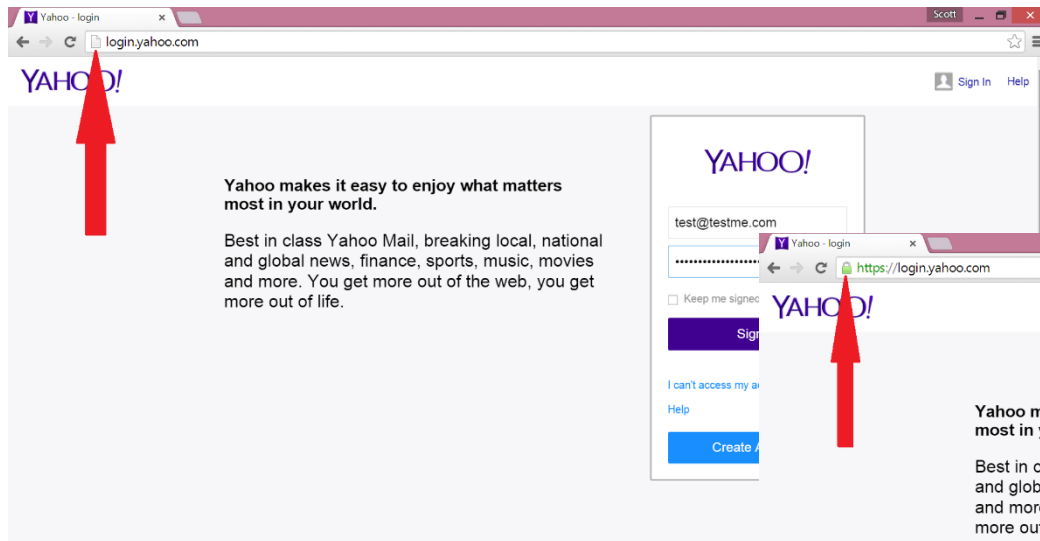 Yahoo - login
Scott
login.yahoo.com
YAHOO!
Sign In Help
YAHOO!
Yahoo makes it easy to enjoy what matters
most in your world.
Best in class Yahoo Mail, breaking local, national
and global news, finance, sports, music, movies
and more. You get more out of the web, you get
more out of life.
test@testme.com
Keep me signed
Sign
I can't access my a
Help
Create A
Yahoo - login
https://login.yahoo.com
YAHOO!
Yahoo m
most in
Best in c
and glob
and more
more out